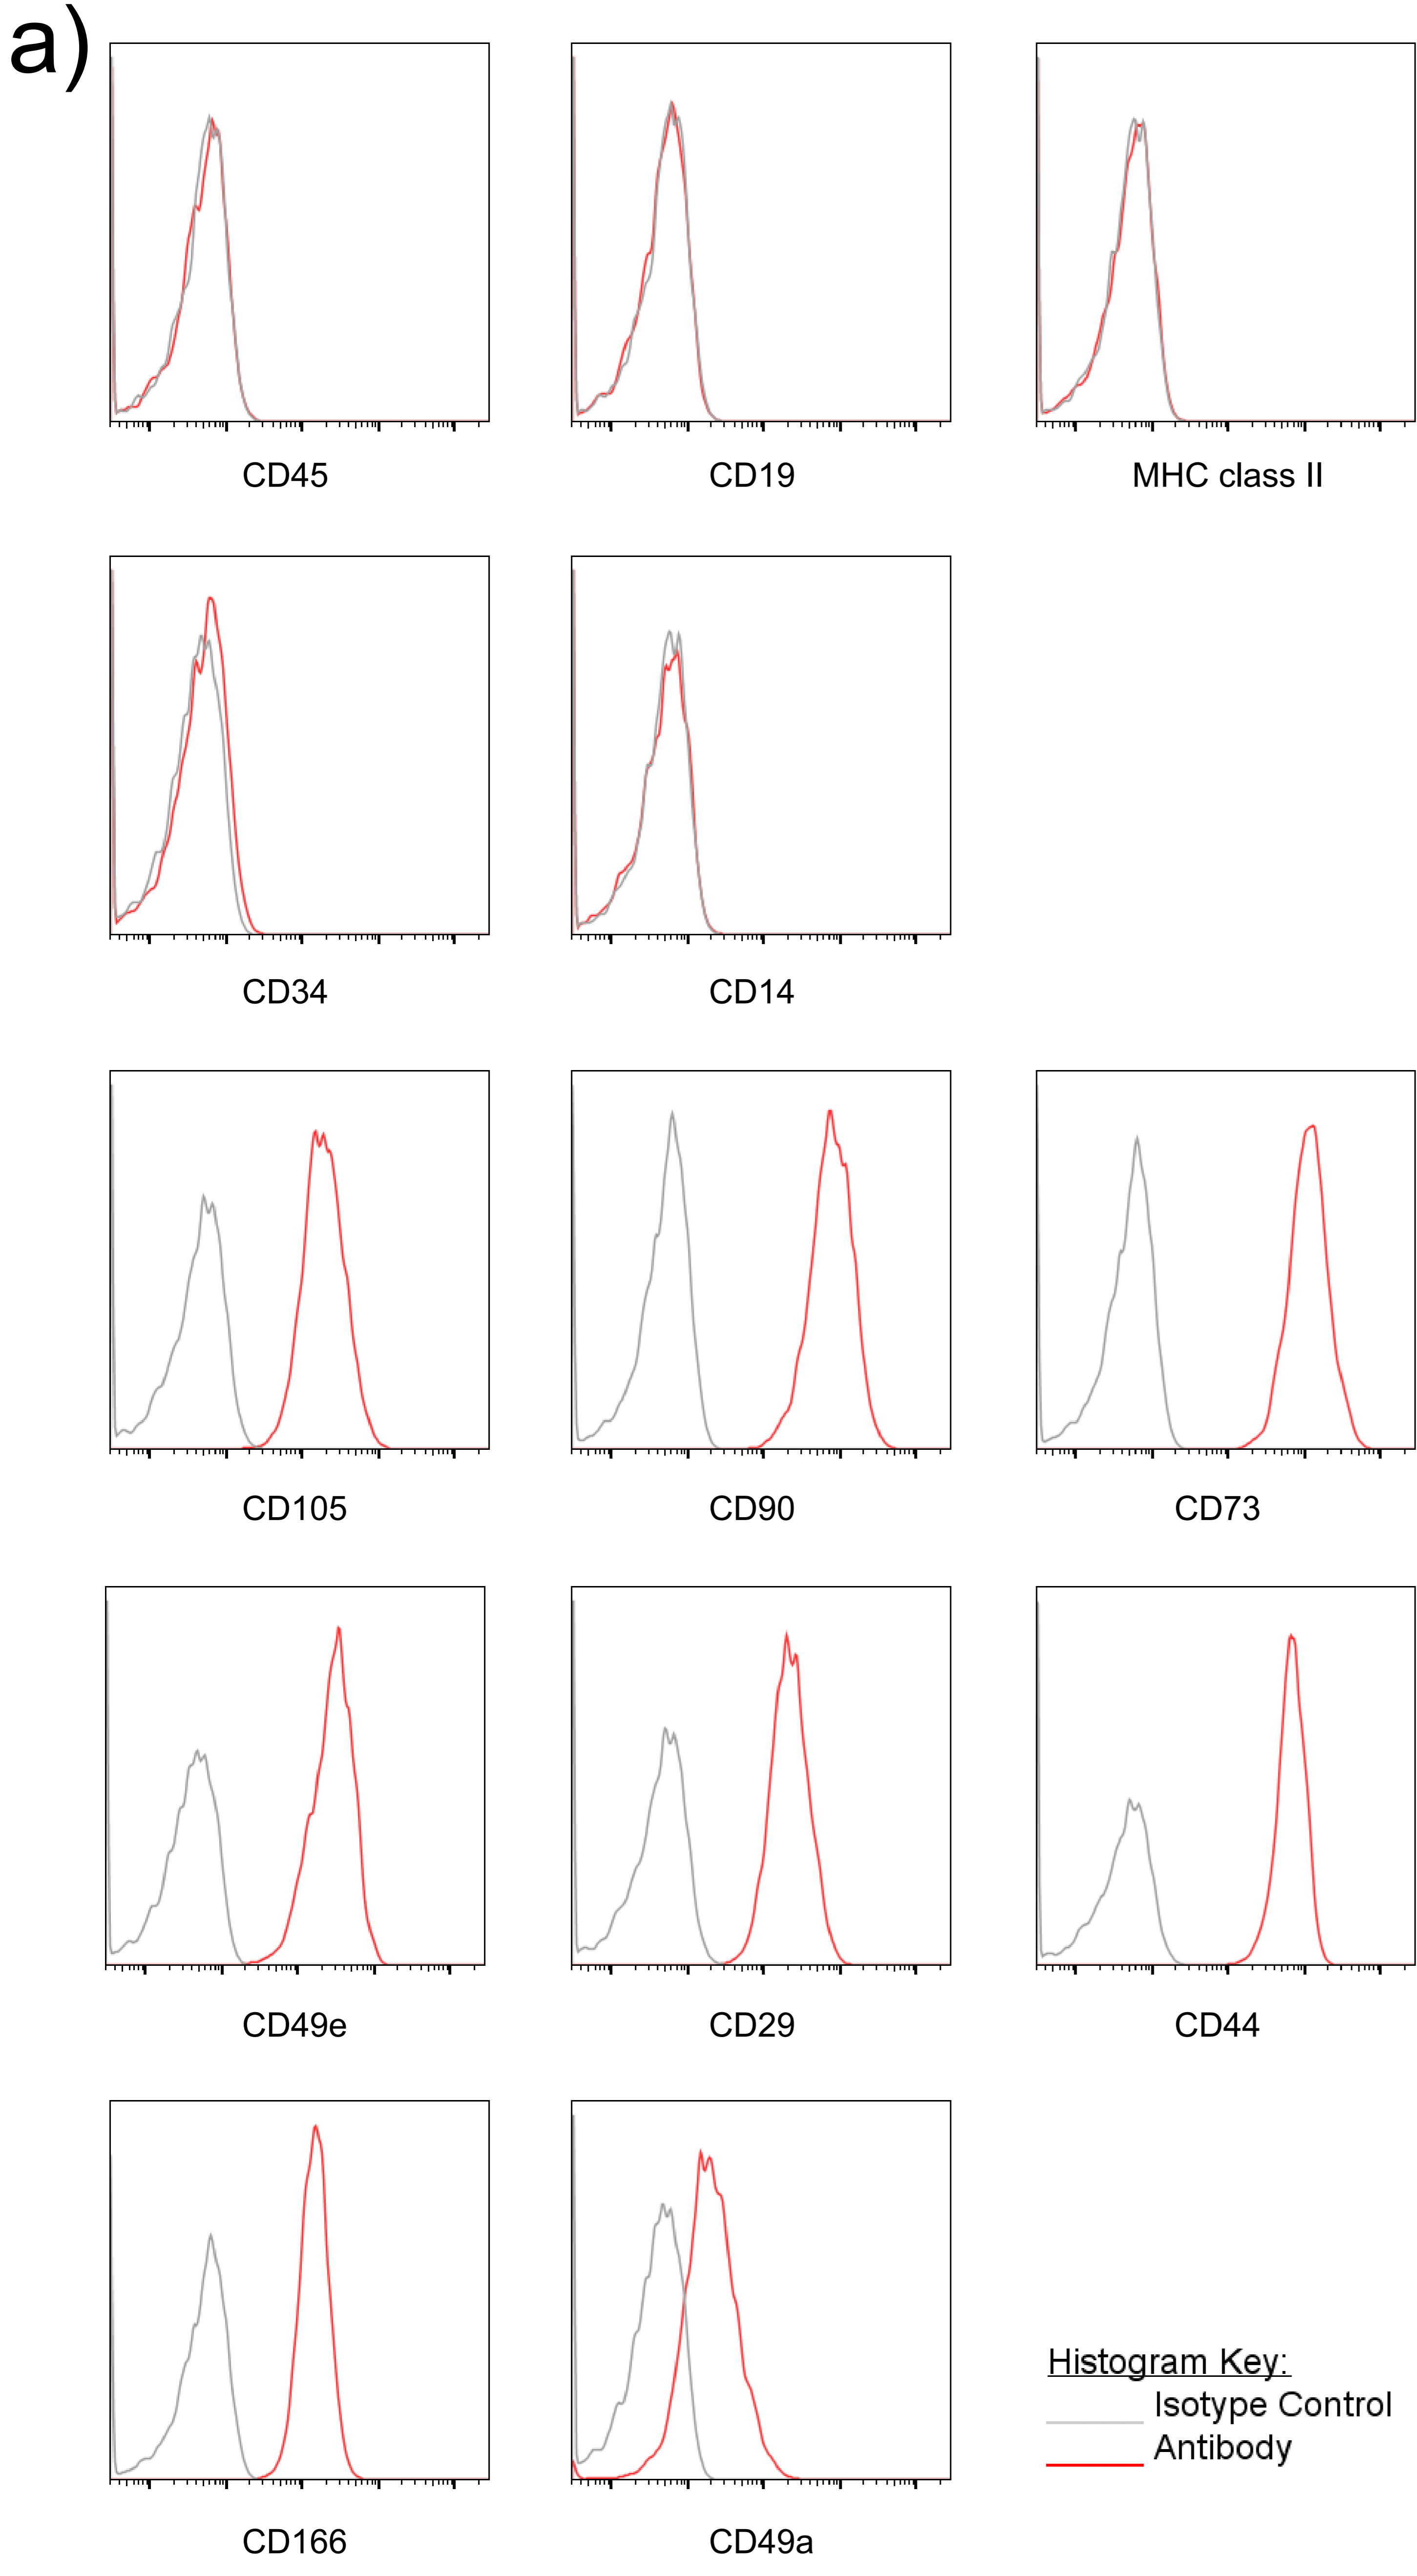 a)
CD45
CD19
MHC class II
CD34
CD14
CD105
CD90
CD73
CD49e
CD29
CD44
CD166
CD49a
Histogram Key:
Isotype Control
Antibody